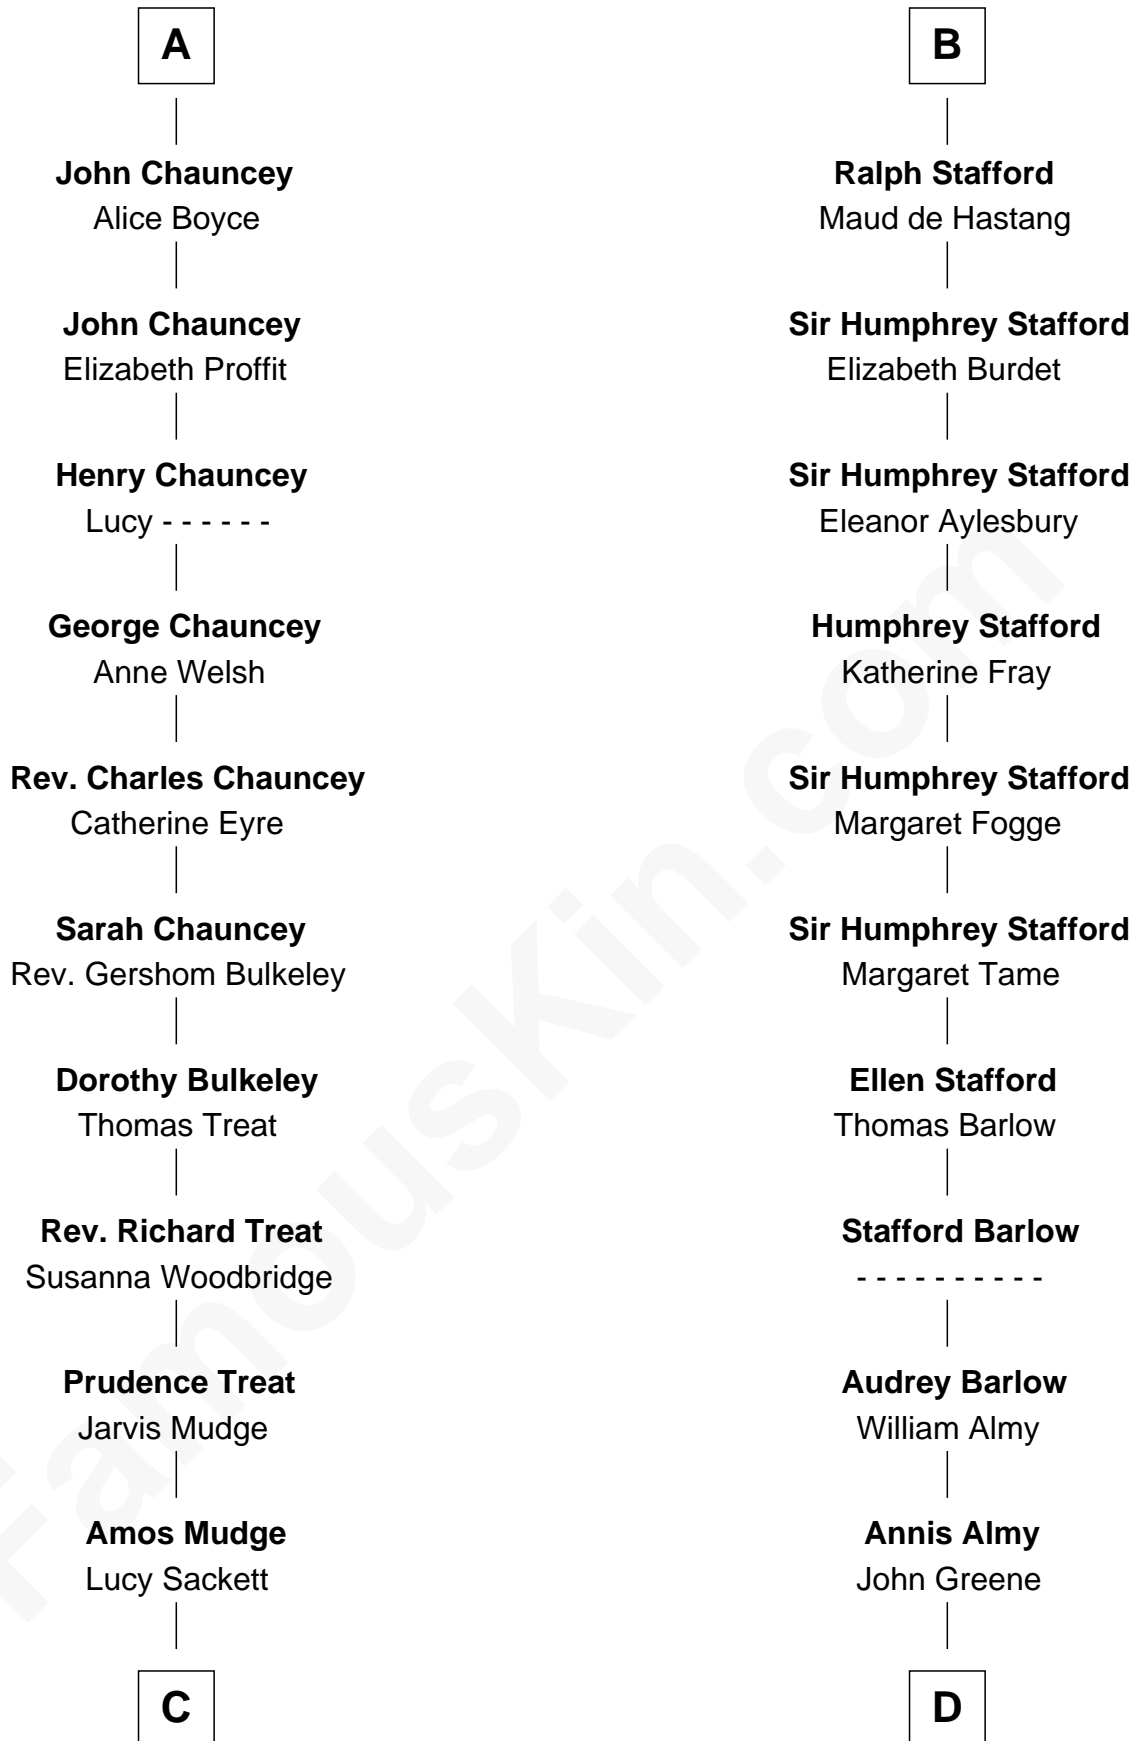 A
John Chauncey
Alice Boyce
John Chauncey
Elizabeth Proffit
Henry Chauncey
Lucy - - - - - -
George Chauncey
Anne Welsh
Rev. Charles Chauncey
Catherine Eyre
Sarah Chauncey
Rev. Gershom Bulkeley
Dorothy Bulkeley
Thomas Treat
Rev. Richard Treat
Susanna Woodbridge
Prudence Treat
Jarvis Mudge
Amos Mudge
Lucy Sackett
C
B
Ralph Stafford
Maud de Hastang
Sir Humphrey Stafford
Elizabeth Burdet
Sir Humphrey Stafford
Eleanor Aylesbury
Humphrey Stafford
Katherine Fray
Sir Humphrey Stafford
Margaret Fogge
Sir Humphrey Stafford
Margaret Tame
Ellen Stafford
Thomas Barlow
Stafford Barlow
- - - - - - - - - -
Audrey Barlow
William Almy
Annis Almy
John Greene
D
FamousKin.com